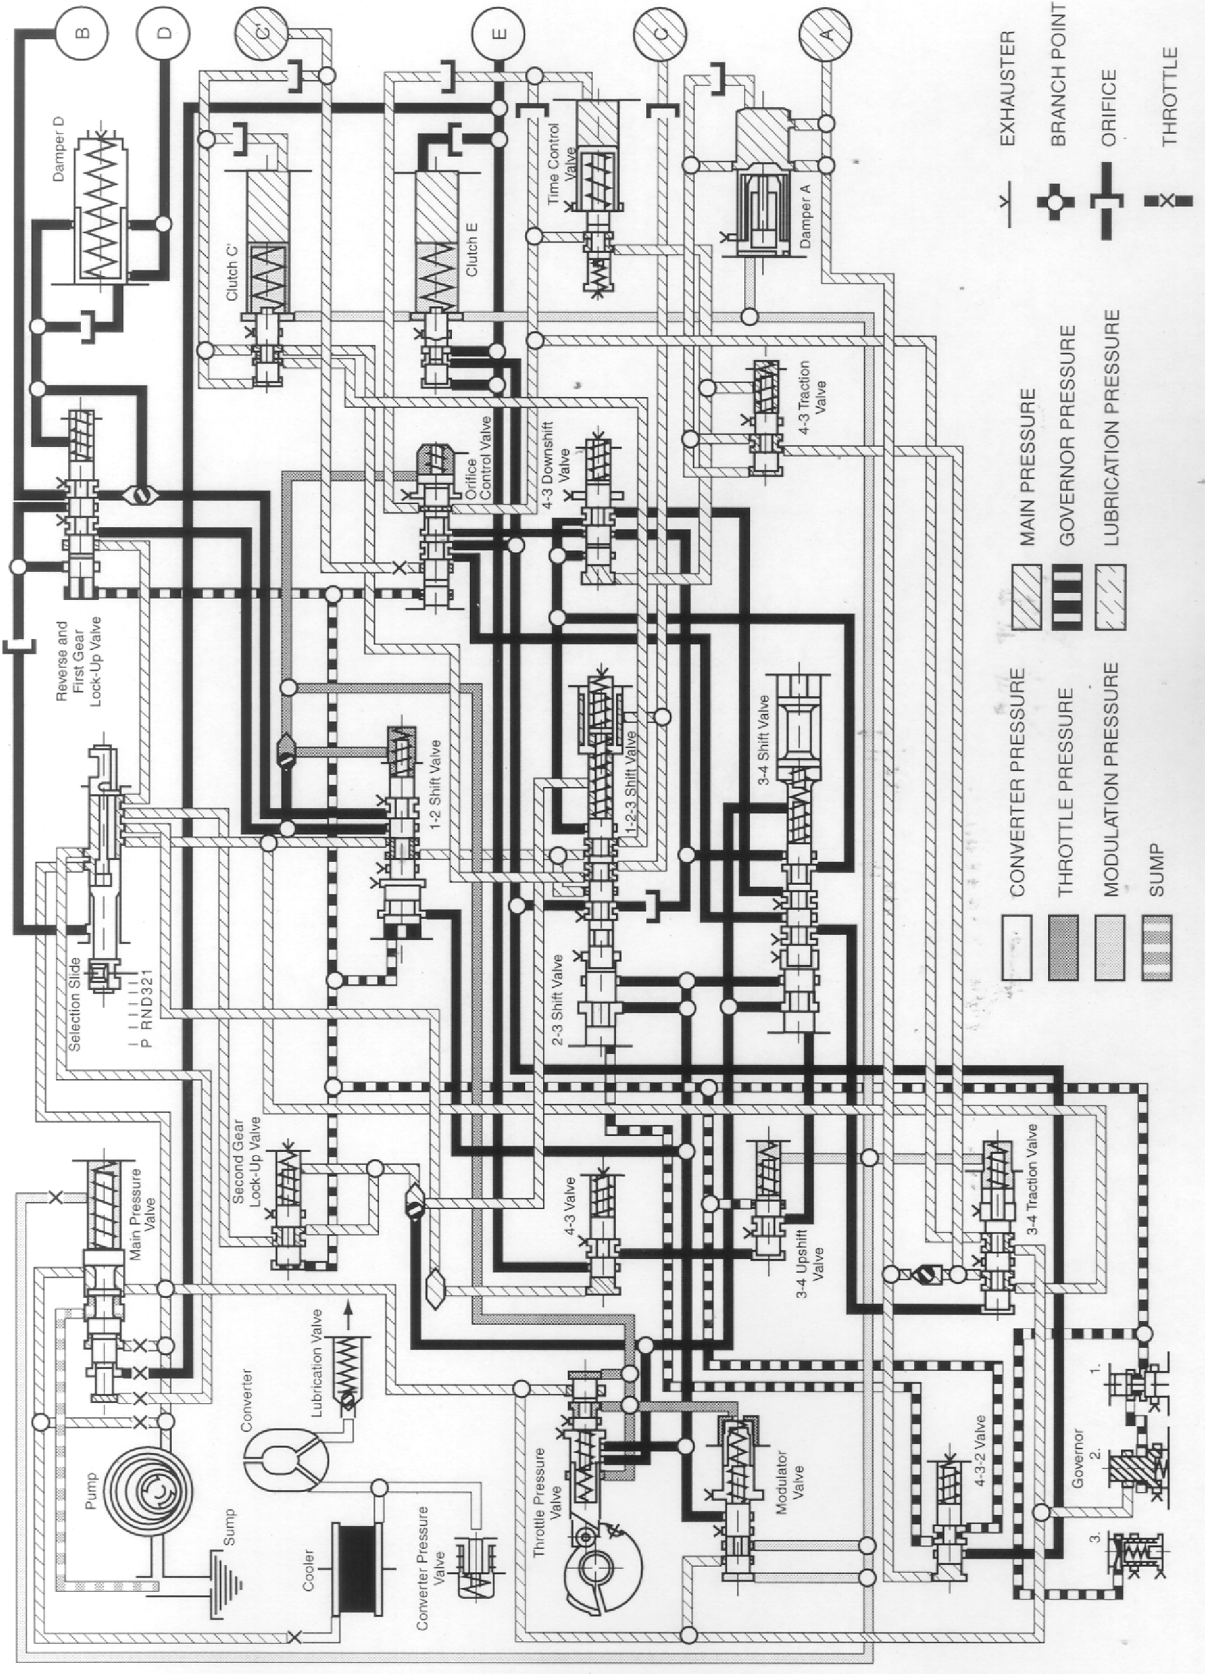 B
D
C'
E
C
A
Damper D
Clutch C'
Clutch E
Time Control
Valve
Damper A
Reverse and
First Gear
Lock-Up Valve
Orifice
Control Valve
4-3 Downshift
Valve
4-3 Traction
Valve
Selection Slide
P RND321
1-2 Shift Valve
1-2-3 Shift Valve
2-3 Shift Valve
3-4 Shift Valve
Main Pressure
Valve
Second Gear
Lock-Up Valve
4-3 Valve
3-4 Upshift
Valve
3-4 Traction Valve
Pump
Sump
Converter
Lubrication Valve
Cooler
Converter Pressure
Valve
Throttle Pressure
Valve
Modulator
Valve
4-3-2 Valve
Governor
1.
2.
3.
CONVERTER PRESSURE
THROTTLE PRESSURE
MODULATION PRESSURE
SUMP
MAIN PRESSURE
GOVERNOR PRESSURE
LUBRICATION PRESSURE
EXHAUSTER
BRANCH POINT
ORIFICE
THROTTLE